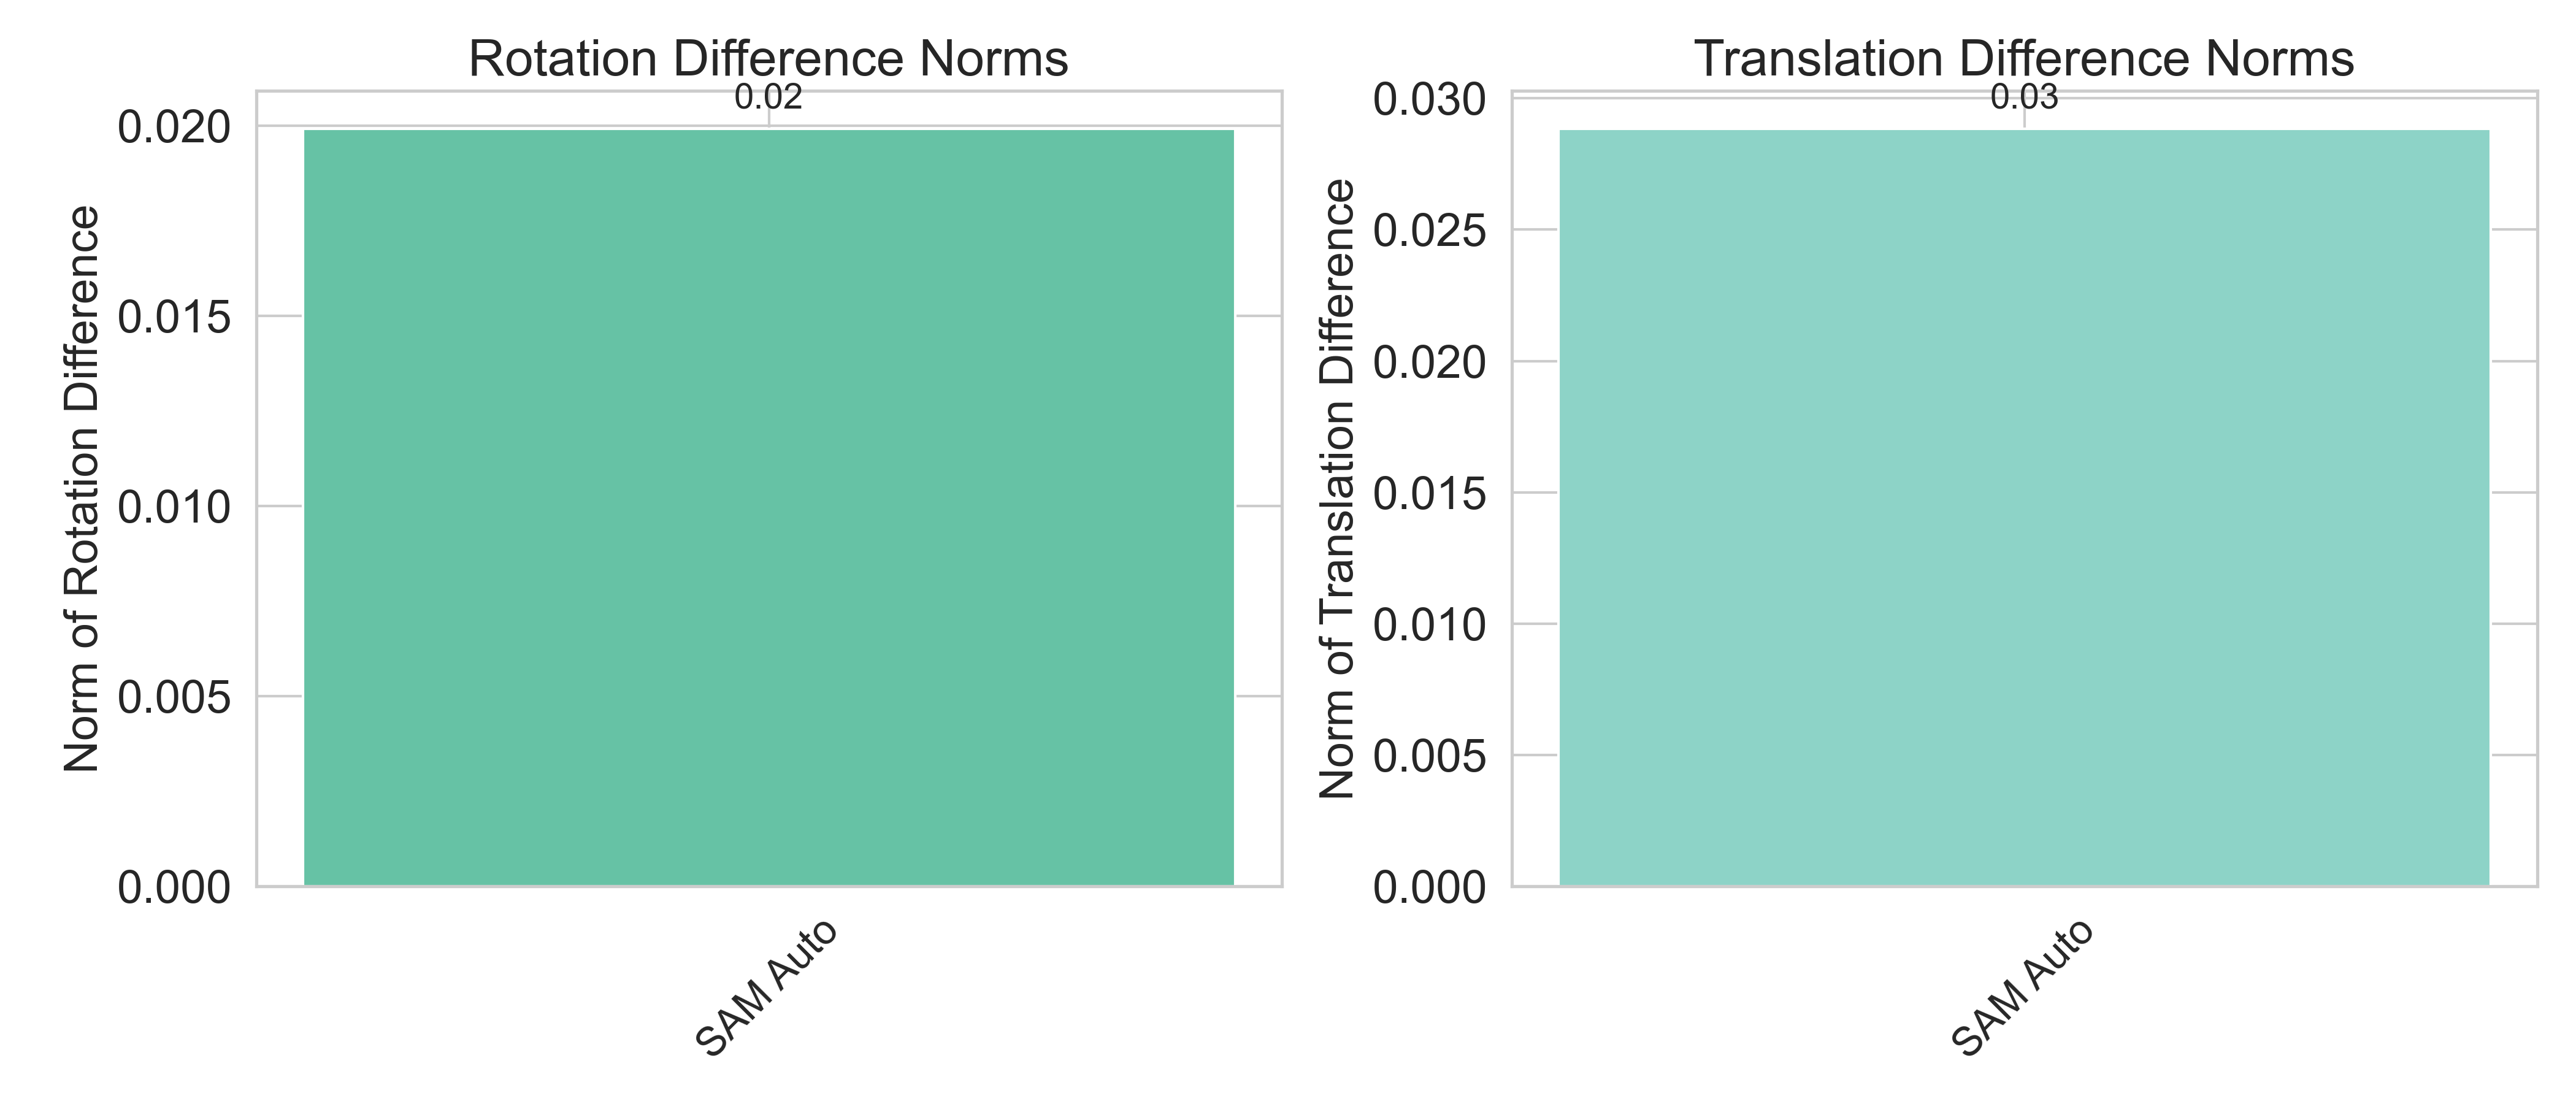 Rotation Difference Norms
0.02
0.020
0.015
0.010
0.005
0.000
Norm of Rotation Difference
SAM Auto
Translation Difference Norms
0.03
0.030
0.025
0.020
0.015
0.010
0.005
0.000
Norm of Translation Difference
SAM Auto